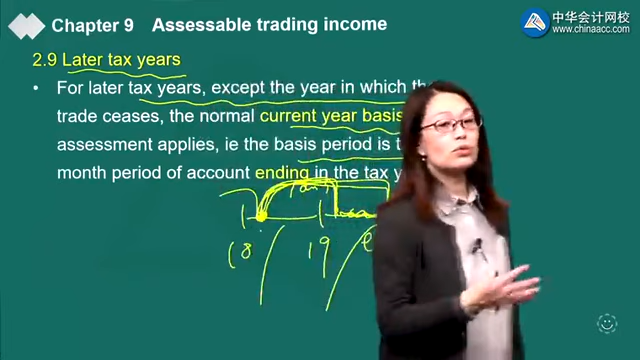 Chapter 9 Assessable trading income
中华会计网校
www.chinaacc.com
2.9 Later tax years
• For later tax years, except the year in which the
trade ceases, the normal current year basis
assessment applies, ie the basis period is
month period of account ending in the tax
18 19